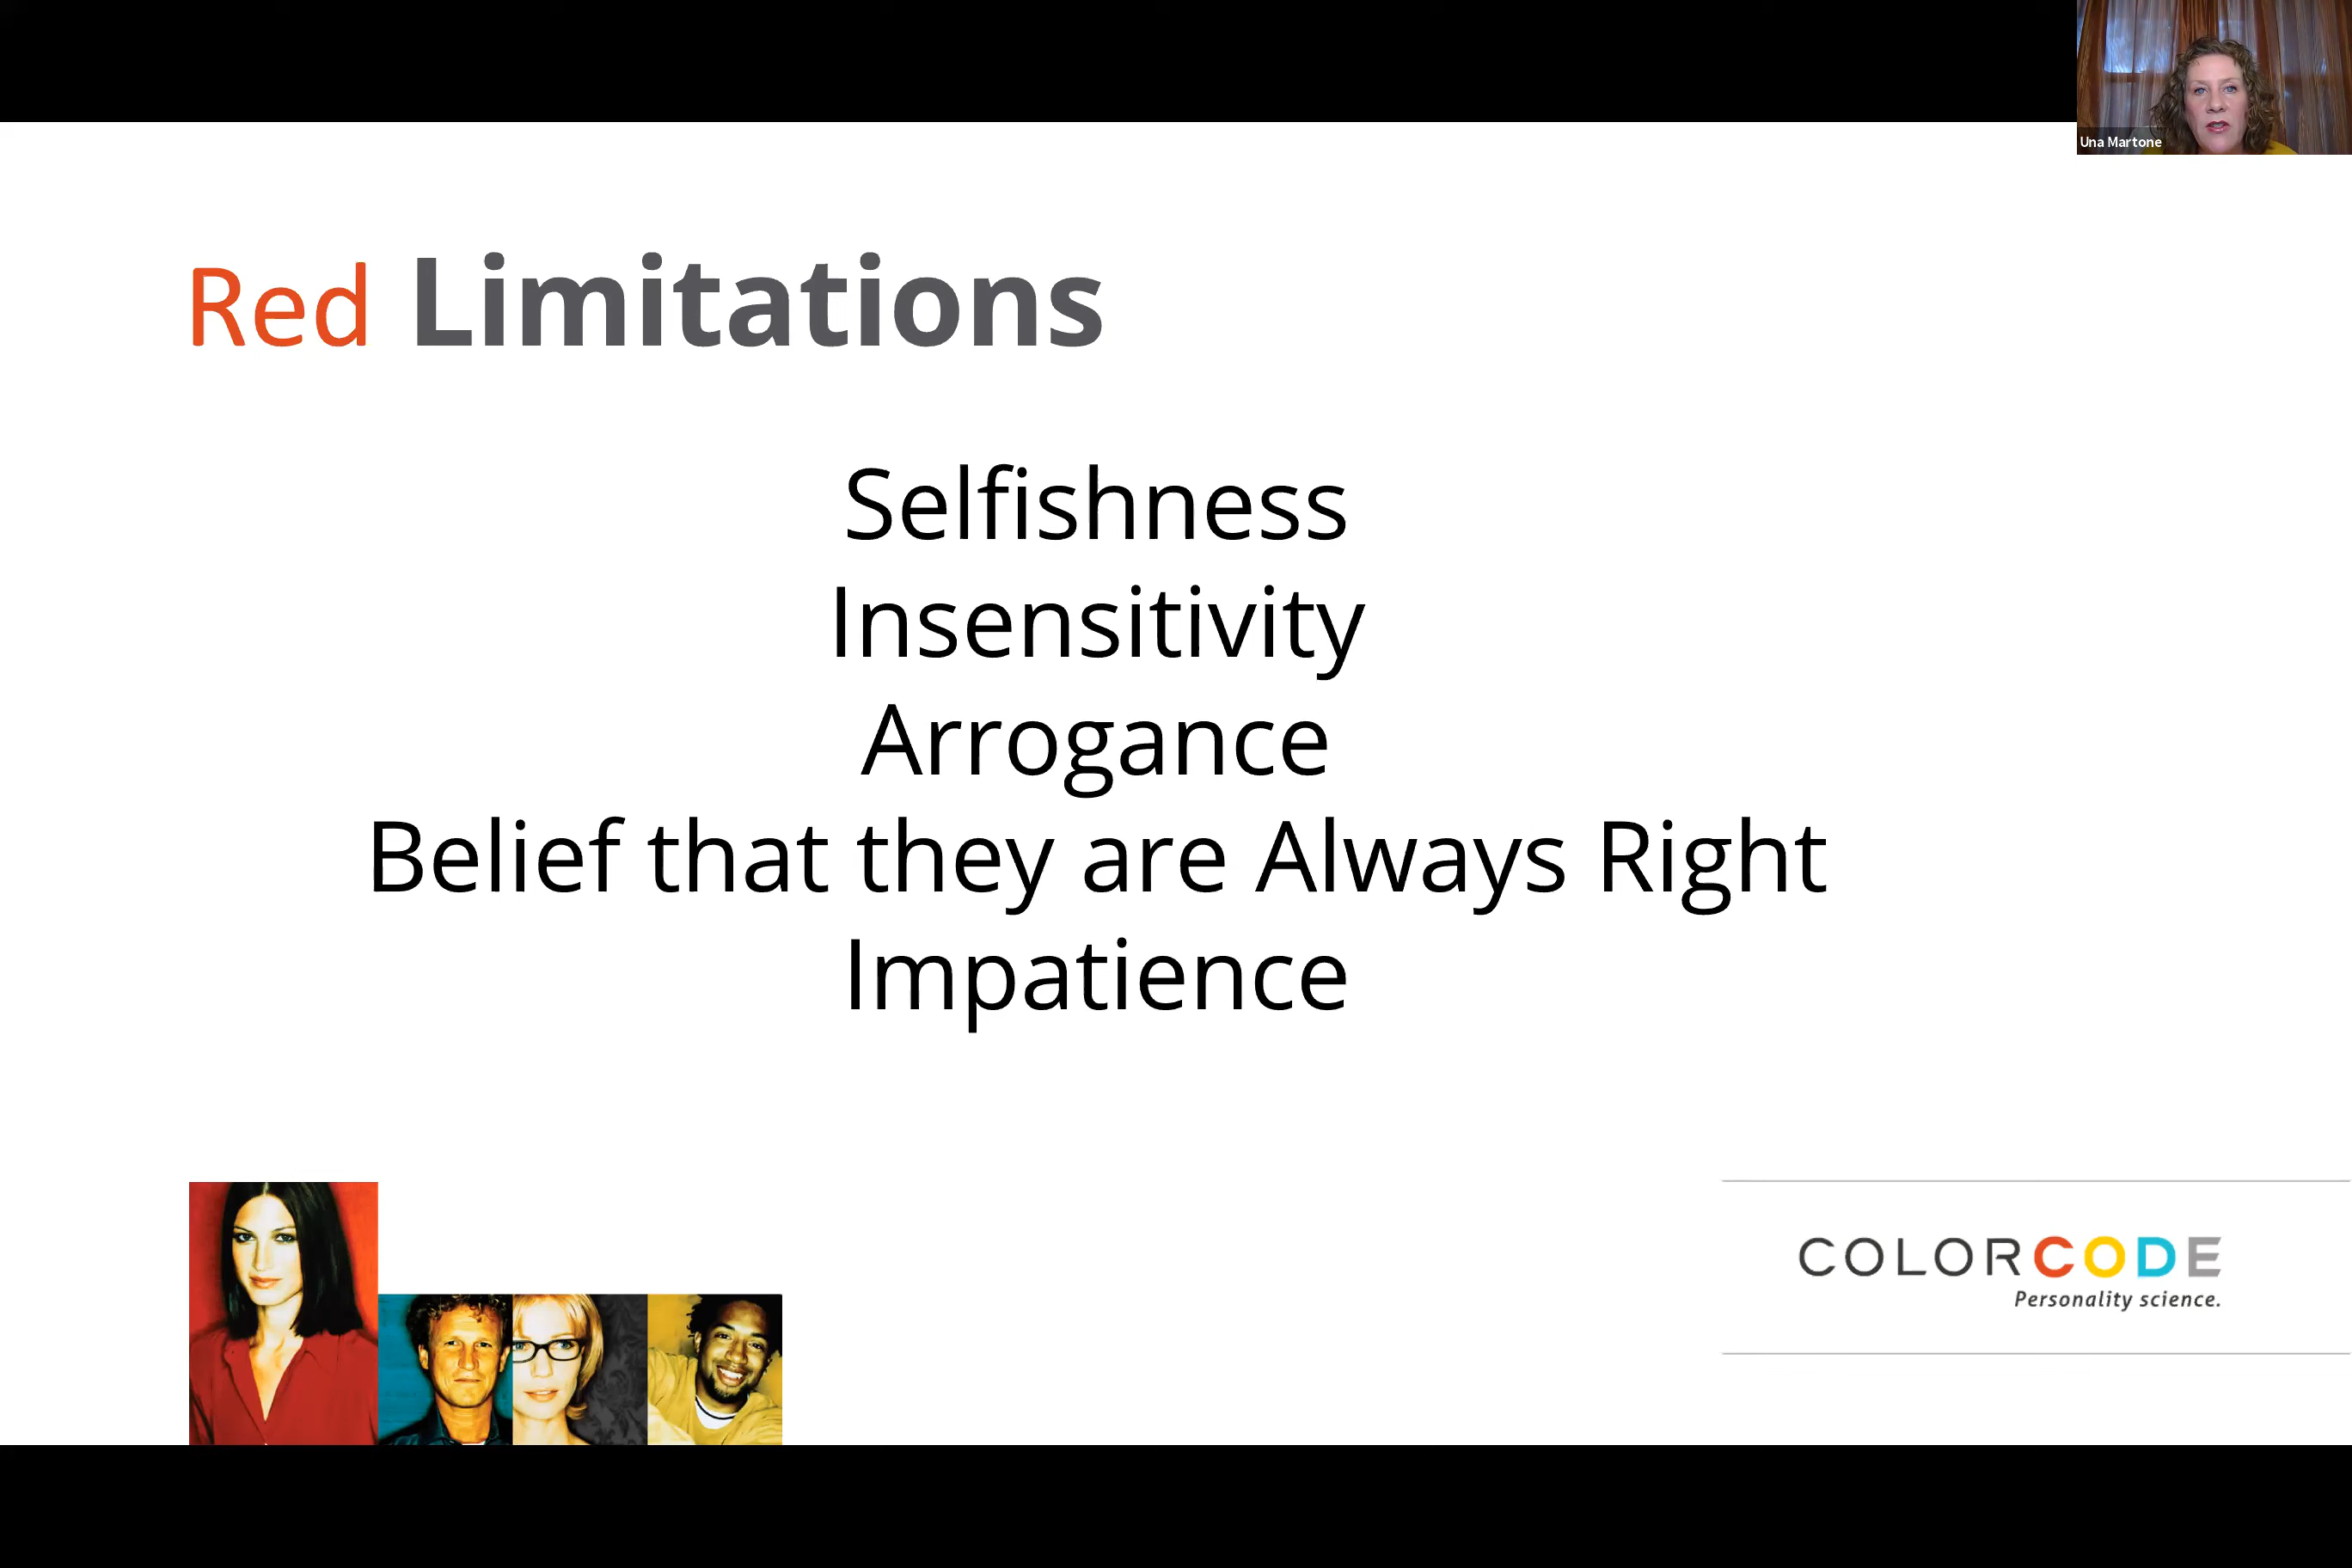 Una Martone
Red Limitations
Selfishness
Insensitivity
Arrogance
Belief that they are Always Right
Impatience
COLORCODE
Personality science.